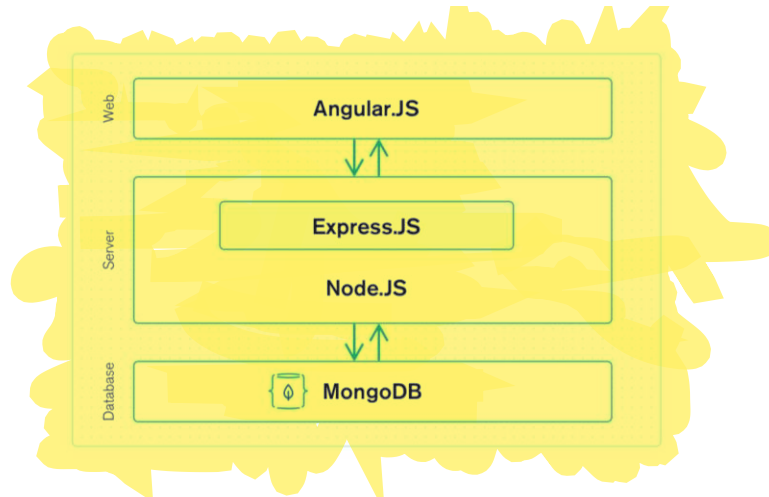 Web
Angular.JS
Server
Express.JS
Node.JS
Database
MongoDB